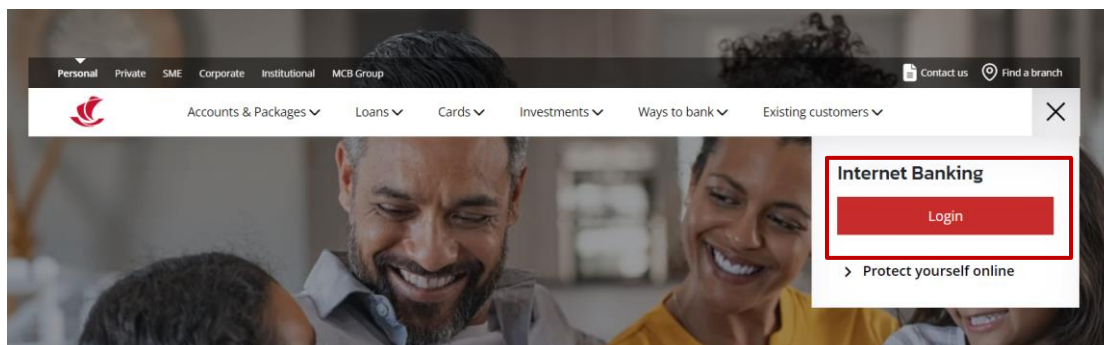 Personal Private SME Corporate Institutional MCB Group Contact us Find a branch
Accounts & Packages Loans Cards Investments Ways to bank Existing customers
Internet Banking
Login
Protect yourself online